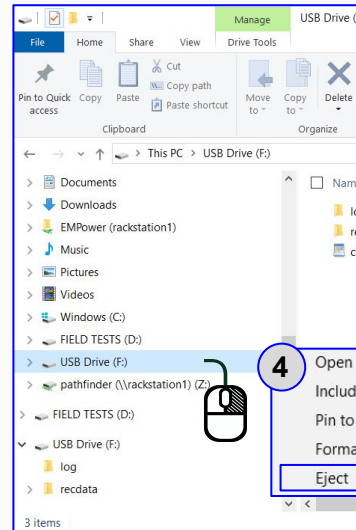 Manage USB Drive (
File Home Share View Drive Tools
Pin to Quick access
Copy
Paste
Cut
Copy path
Paste shortcut
Move to
Copy to
Delete
Clipboard Organize
This PC > USB Drive (F:)
Documents
Nam
Downloads
EMPower (rackstation1)
Music
Pictures
Videos
Windows (C:)
FIELD TESTS (D:)
USB Drive (F:)
pathfinder (\\rackstation1) (Z:)
FIELD TESTS (D:)
USB Drive (F:)
log
recdata
3 items
lo
re
c
4
Open
Includ
Pin to
Forma
Eject